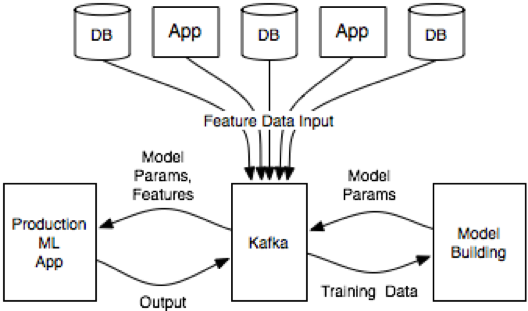 DB
App
DB
App
DB
Feature Data Input
Model
Params,
Features
Model
Params
Production
ML
App
Kafka
Model
Building
Output
Training Data